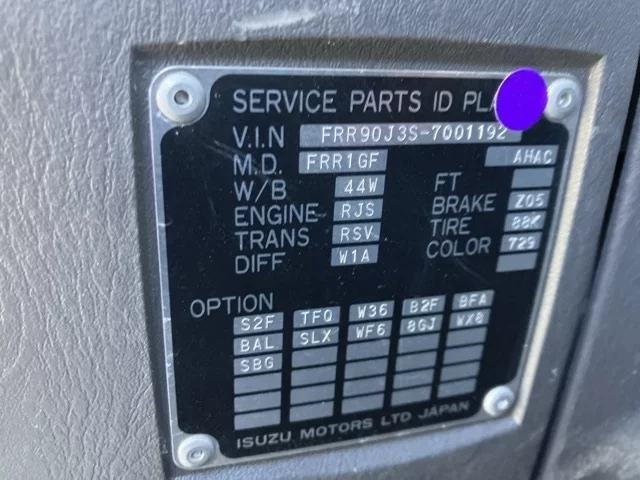 SERVICE PARTS ID PLA
V.I.N FRR90J3S-7001192
M.D. FRR1GF AHAC
W/B 44W FT
ENGINE RJS BRAKE Z05
TRANS RSV TIRE 88K
DIFF W1A COLOR 729
OPTION
S2F TFQ W36 B2F BFA
BAL SLX WF6 8GJ WX8
SBG
ISUZU MOTORS LTD JAPAN